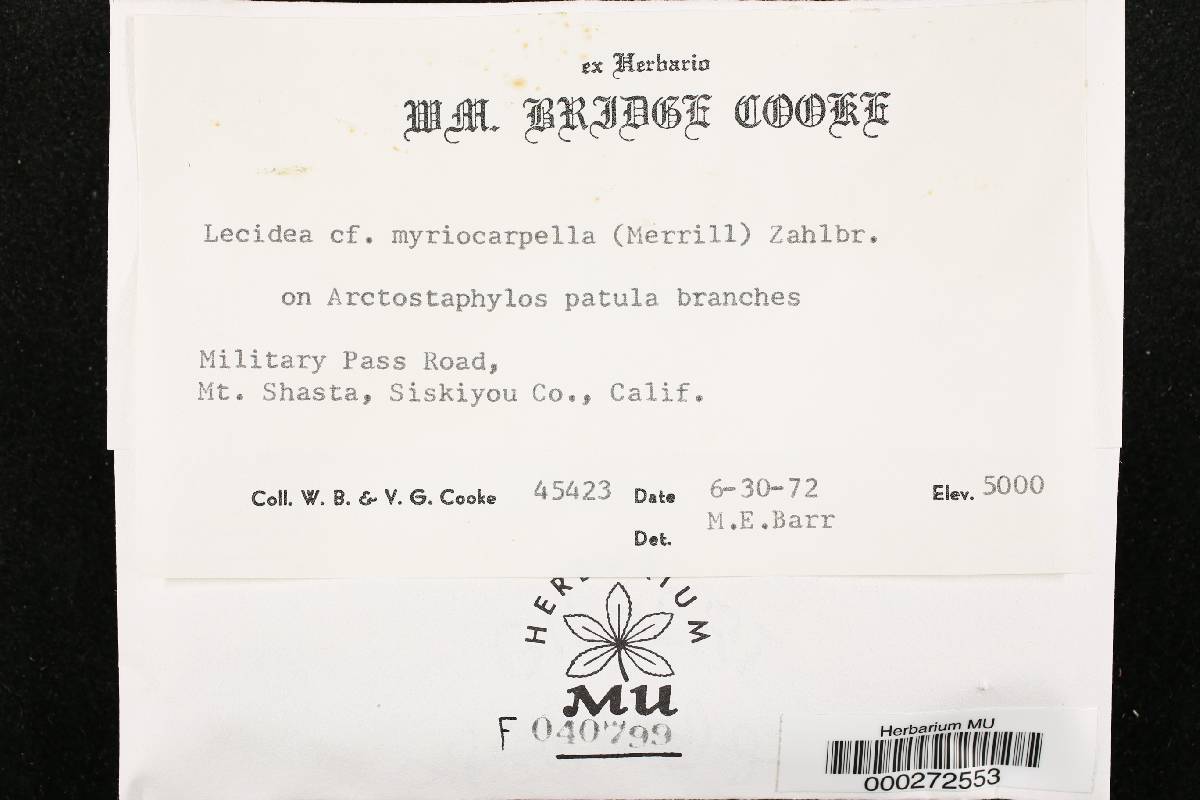 ex Herbario
WM. BRIDGE COOKE
Lecidea cf. myriocarpella (Merrill) Zahlbr.
on Arctostaphylos patula branches
Military Pass Road,
Mt. Shasta, Siskiyou Co., Calif.
Coll. W. B. & V. G. Cooke 45423 Date 6-30-72 Elev. 5000
Det. M.E.Barr
HERBARIUM
MU
F 040799
Herbarium MU
000272553